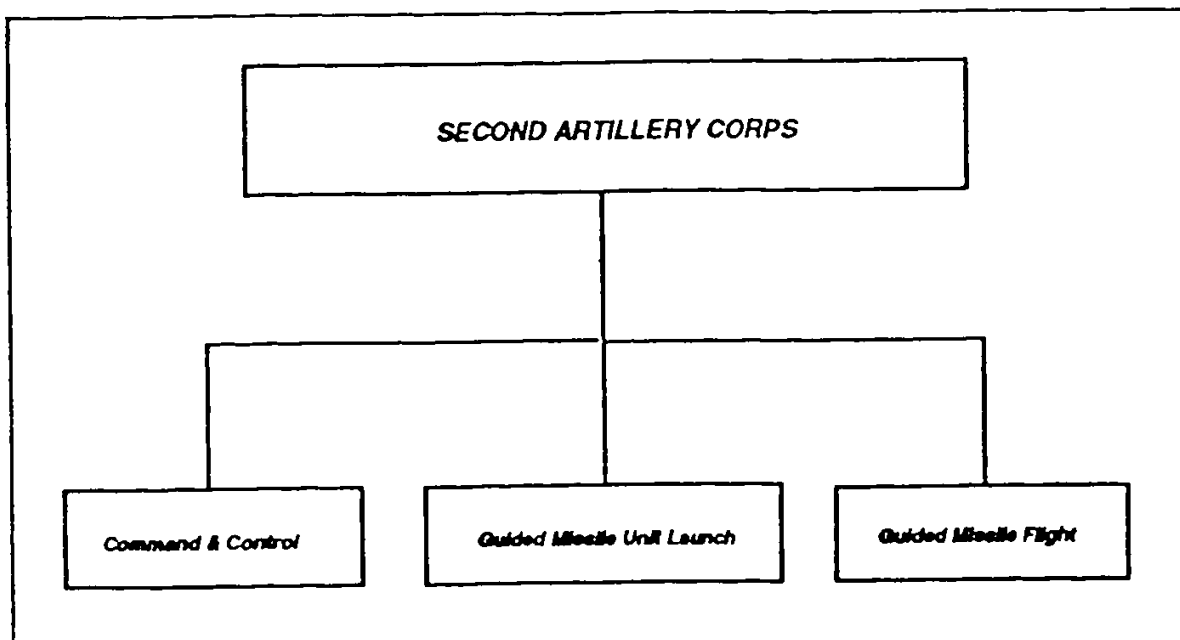 SECOND ARTILLERY CORPS
Command & Control
Guided Missile Unit Launch
Guided Missile Flight